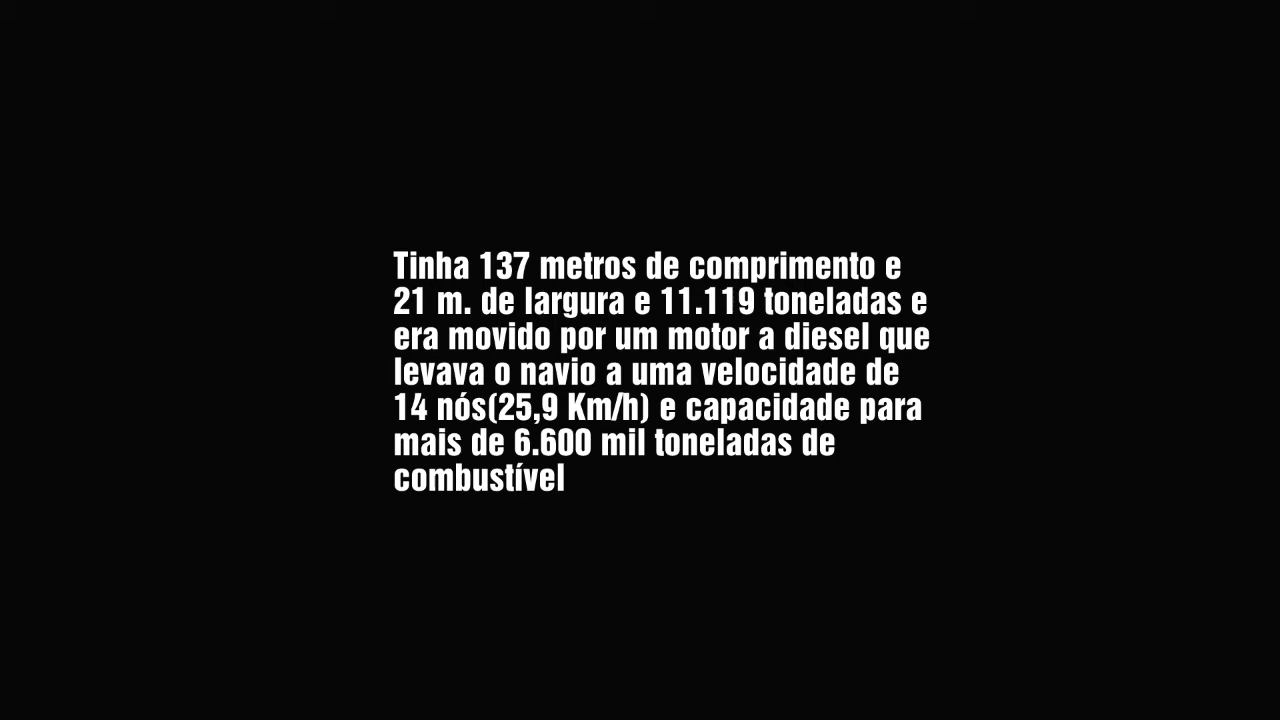 Tinha 137 metros de comprimento e
21 m. de largura e 11.119 toneladas e
era movido por um motor a diesel que
levava o navio a uma velocidade de
14 nós(25,9 Km/h) e capacidade para
mais de 6.600 mil toneladas de
combustível